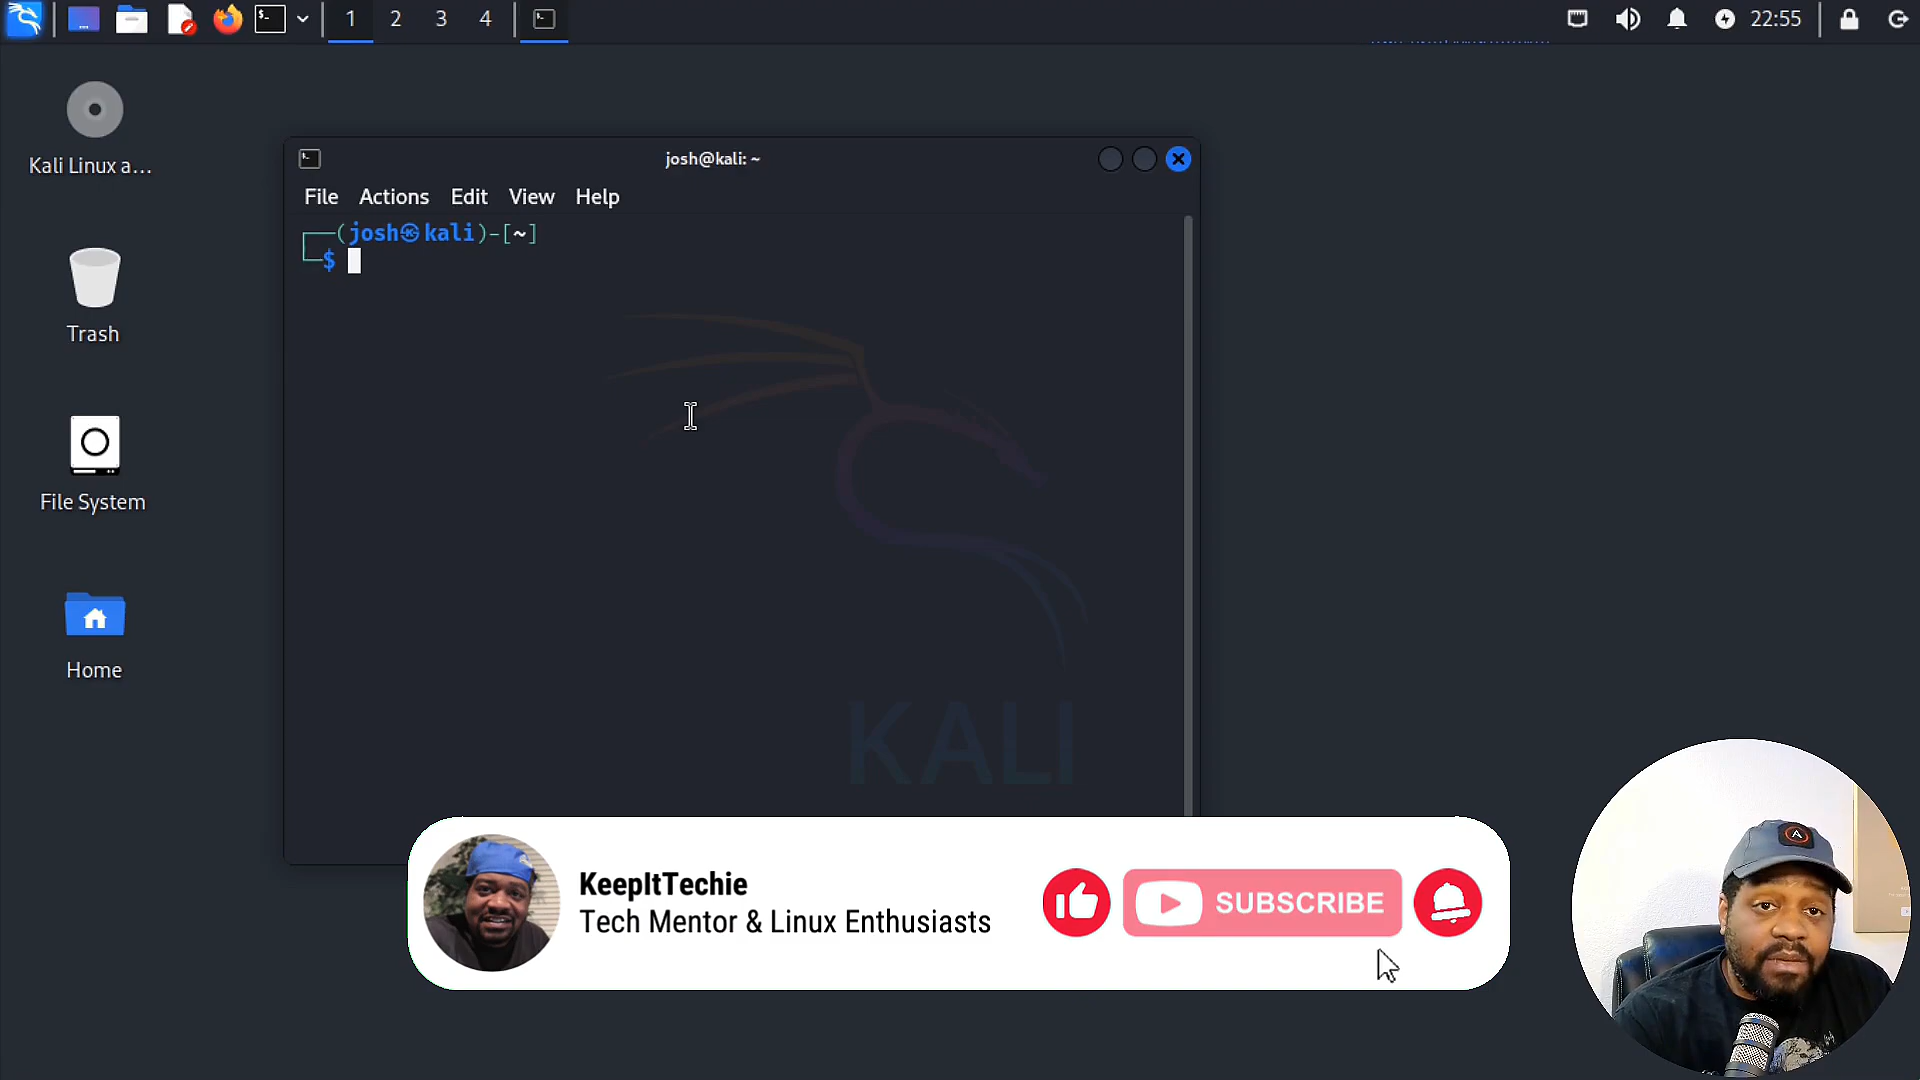 1 2 3 4
22:55
Kali Linux a...
Trash
File System
Home
josh@kali: ~
File Actions Edit View Help
(josh㉿kali)-[~]
$
KALI
KeepItTechie
Tech Mentor & Linux Enthusiasts
SUBSCRIBE